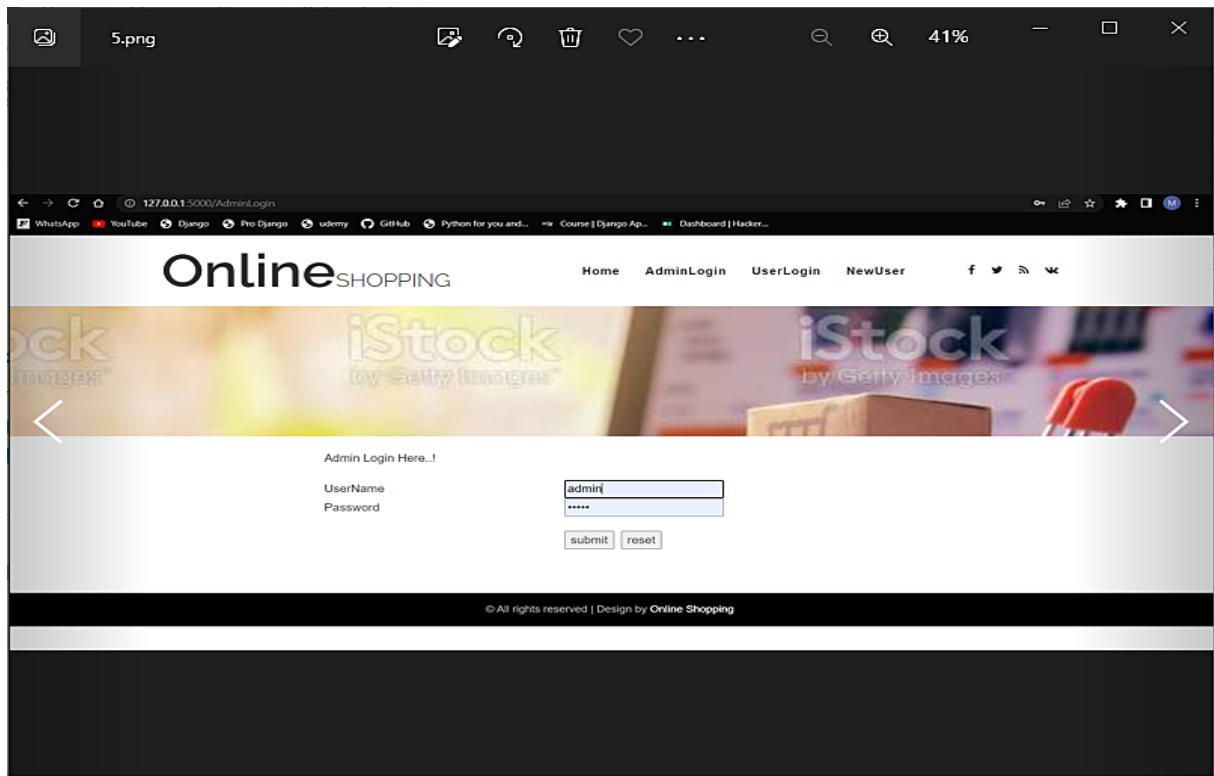 5.png
41%
127.0.0.1:5000/AdminLogin
WhatsApp YouTube Django Pro Django udemy GitHub Python for you and... Course | Django Ap... Dashboard | Hacker...
M
OnlineSHOPPING Home AdminLogin UserLogin NewUser
iStock iStock
by Getty Images by Getty Images
Admin Login Here..!
UserName admin
Password •••••
submit reset
© All rights reserved | Design by Online Shopping